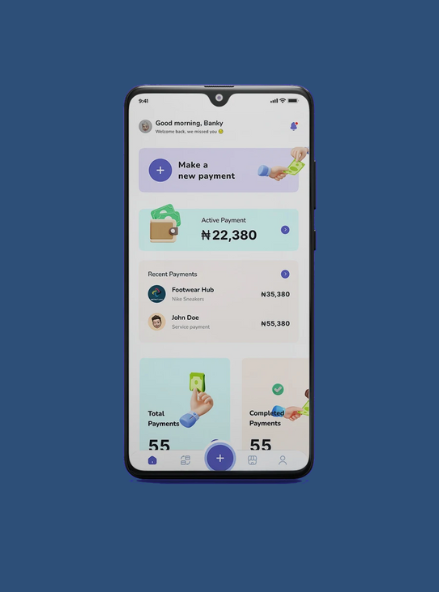 9:41
Good morning, Banky
Welcome back, we missed you
Make a
new payment
Active Payment
₦22,380
Recent Payments
Footwear Hub
Nike Sneakers
₦35,380
John Doe
Service payment
₦55,380
Total
Payments
55
Completed
Payments
55